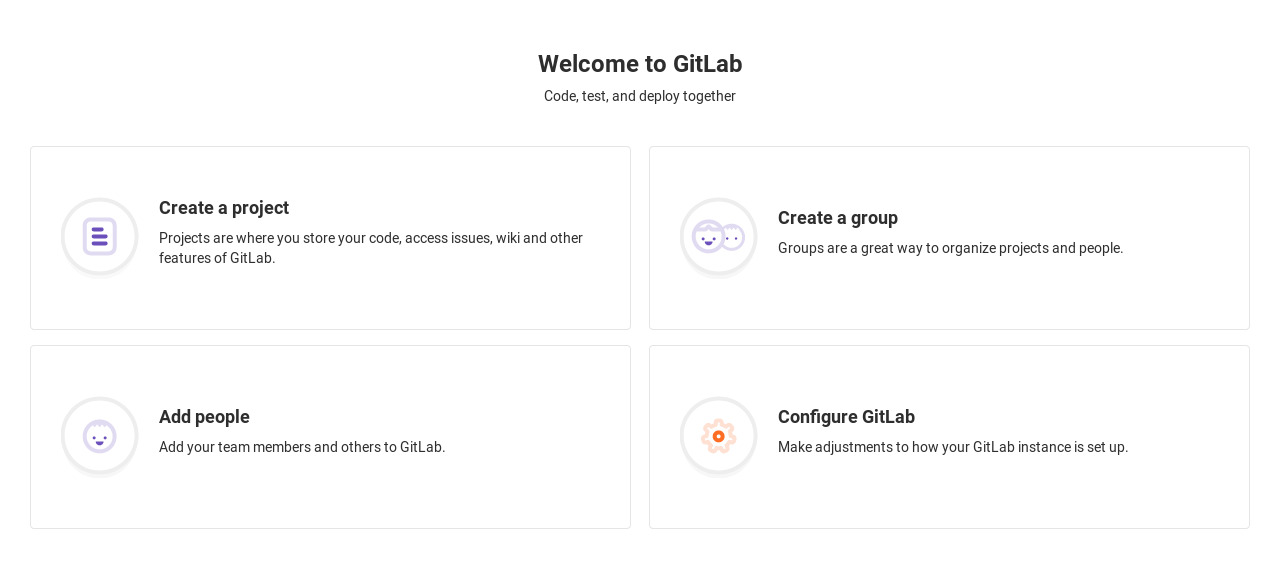 Welcome to GitLab
Code, test, and deploy together
Create a project
Projects are where you store your code, access issues, wiki and other
features of GitLab.
Create a group
Groups are a great way to organize projects and people.
Add people
Add your team members and others to GitLab.
Configure GitLab
Make adjustments to how your GitLab instance is set up.